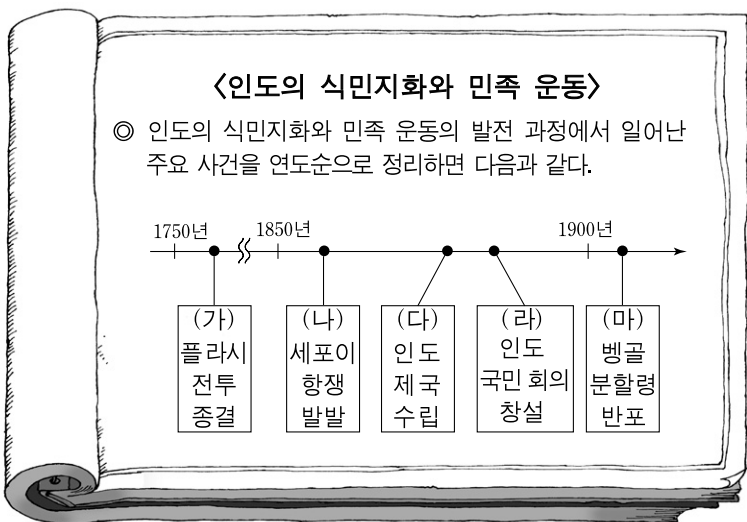 〈인도의 식민지화와 민족 운동〉
◎ 인도의 식민지화와 민족 운동의 발전 과정에서 일어난
주요 사건을 연도순으로 정리하면 다음과 같다.
1750년 1850년 1900년
(가)
플라시
전투
종결
(나)
세포이
항쟁
발발
(다)
인도
제국
수립
(라)
인도
국민 회의
창설
(마)
벵골
분할령
반포